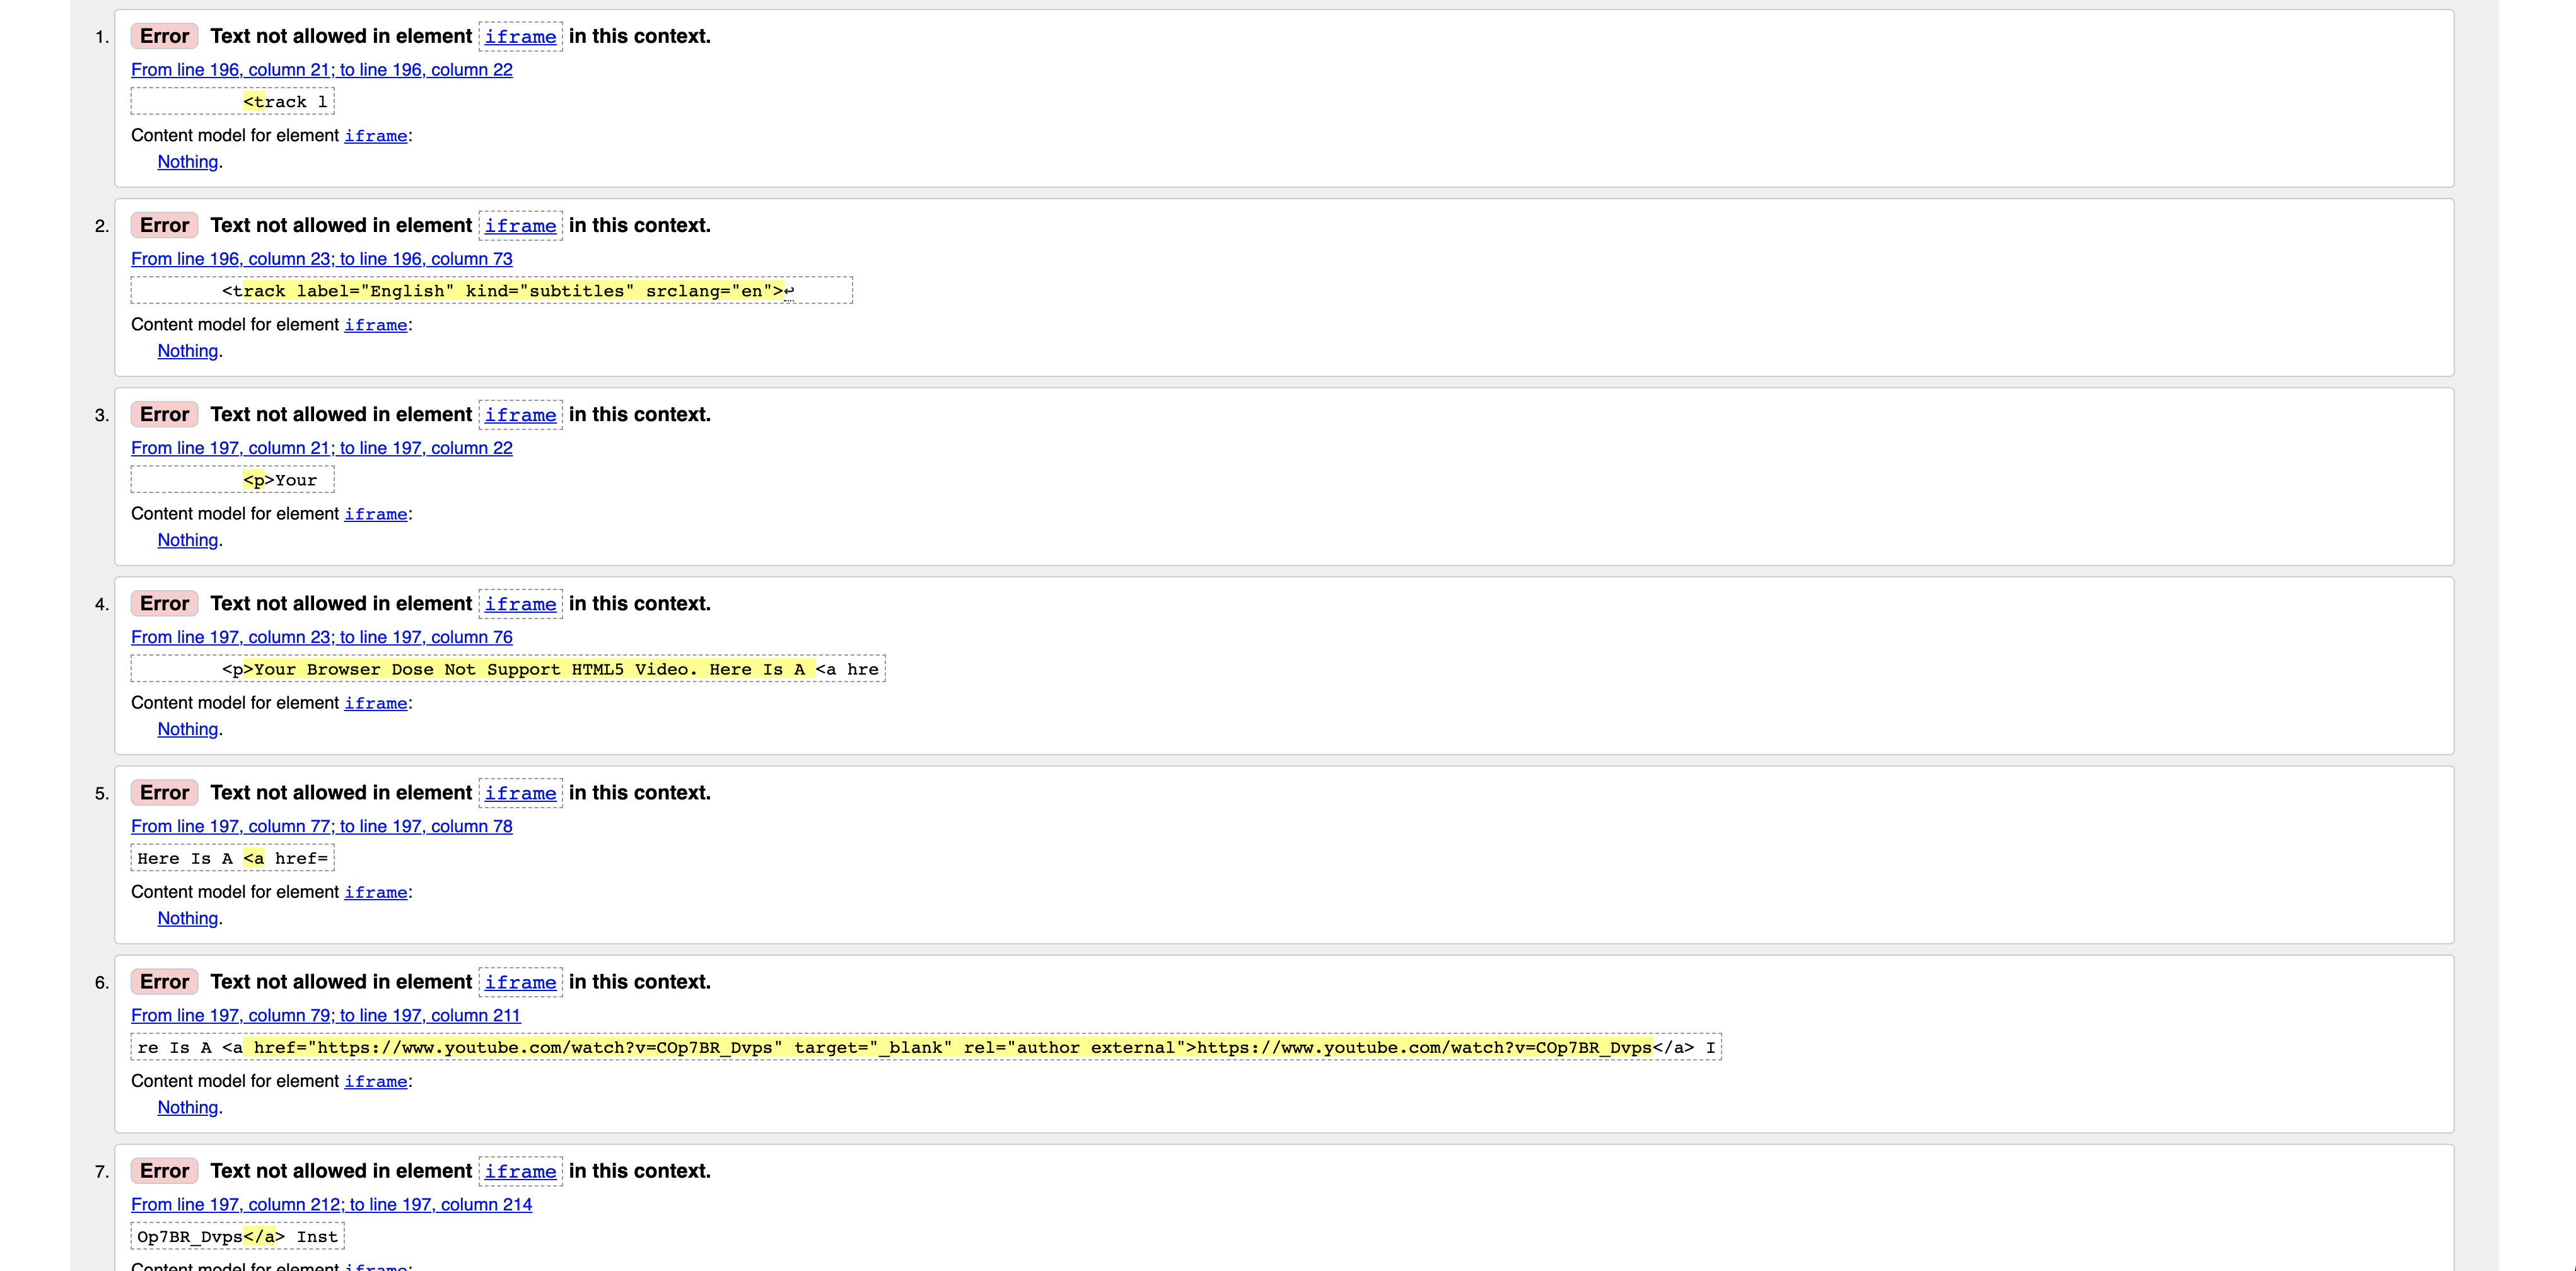 1. Error Text not allowed in element iframe in this context.
From line 196, column 21; to line 196, column 22
<track l
Content model for element iframe:
Nothing.
2. Error Text not allowed in element iframe in this context.
From line 196, column 23; to line 196, column 73
<track label="English" kind="subtitles" srclang="en">↩
Content model for element iframe:
Nothing.
3. Error Text not allowed in element iframe in this context.
From line 197, column 21; to line 197, column 22
<p>Your
Content model for element iframe:
Nothing.
4. Error Text not allowed in element iframe in this context.
From line 197, column 23; to line 197, column 76
<p>Your Browser Dose Not Support HTML5 Video. Here Is A <a hre
Content model for element iframe:
Nothing.
5. Error Text not allowed in element iframe in this context.
From line 197, column 77; to line 197, column 78
Here Is A <a href=
Content model for element iframe:
Nothing.
6. Error Text not allowed in element iframe in this context.
From line 197, column 79; to line 197, column 211
re Is A <a href="https://www.youtube.com/watch?v=COp7BR_Dvps" target="_blank" rel="author external">https://www.youtube.com/watch?v=COp7BR_Dvps</a> I
Content model for element iframe:
Nothing.
7. Error Text not allowed in element iframe in this context.
From line 197, column 212; to line 197, column 214
Op7BR_Dvps</a> Inst
Content model for element iframe: